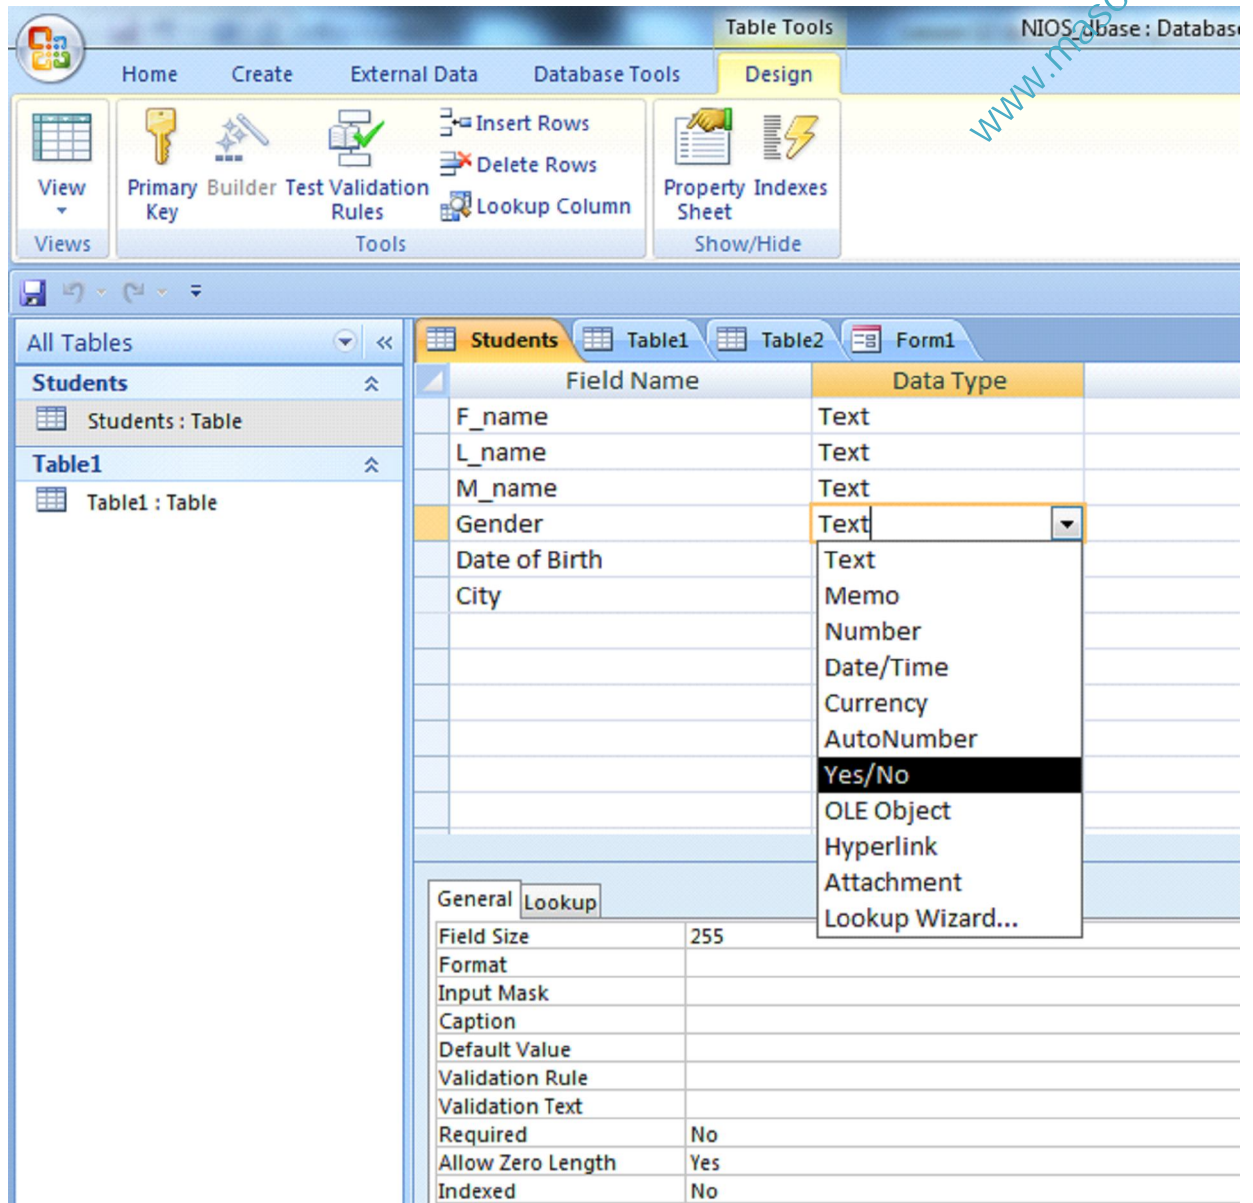 Table Tools
NIOS_dbase : Database
www.maso
Home Create External Data Database Tools Design
View
Primary Key
Builder
Test Validation Rules
Insert Rows
Delete Rows
Lookup Column
Property Sheet
Indexes
Views Tools Show/Hide
All Tables
Students
Students : Table
Table1
Table1 : Table
Students Table1 Table2 Form1
Field Name Data Type
F_name Text
L_name Text
M_name Text
Gender Text
Date of Birth
City
Text
Memo
Number
Date/Time
Currency
AutoNumber
Yes/No
OLE Object
Hyperlink
Attachment
Lookup Wizard...
General Lookup
Field Size 255
Format
Input Mask
Caption
Default Value
Validation Rule
Validation Text
Required No
Allow Zero Length Yes
Indexed No